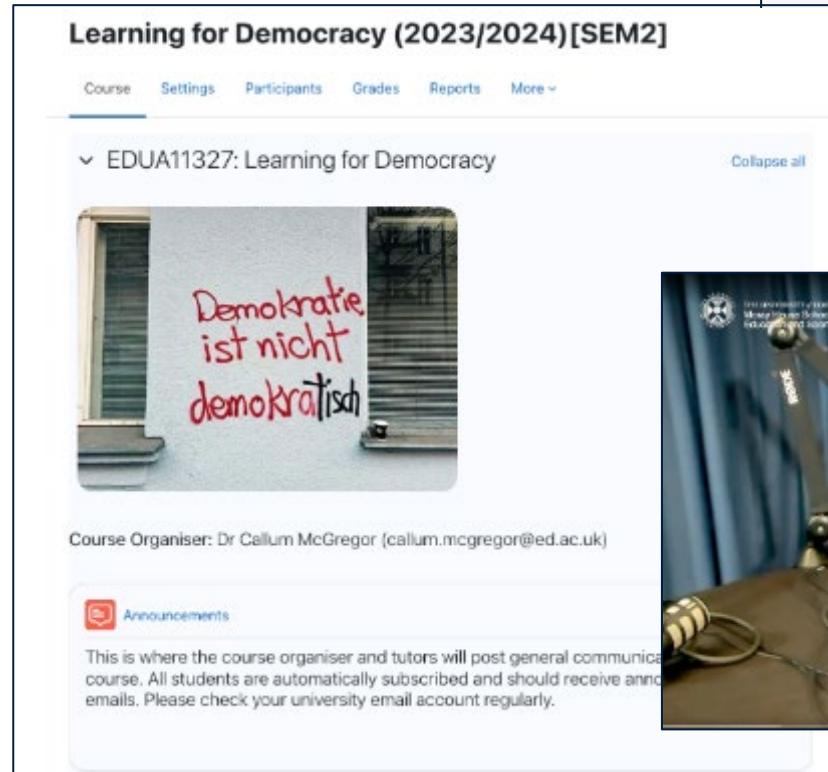 Learning for Democracy (2023/2024)[SEM2]
Course Settings Participants Grades Reports More
EDUA11327: Learning for Democracy
Collapse all
Demokratie
ist nicht
demokratisch
Course Organiser: Dr Callum McGregor (callum.mcgregor@ed.ac.uk)
Announcements
This is where the course organiser and tutors will post general communica
course. All students are automatically subscribed and should receive anno
emails. Please check your university email account regularly.
RØDE